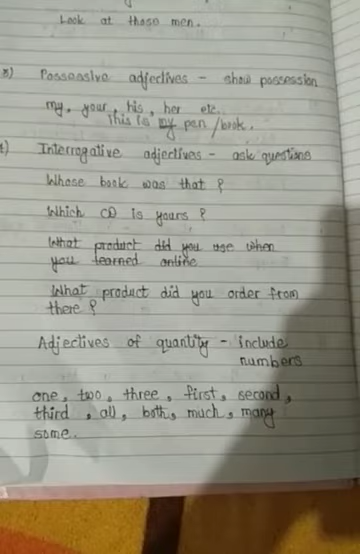 Look at those men.
3) Possessive adjectives - show possession
my, your, his, her etc.
This is my pen/book.
Interrogative adjectives - ask questions
Whose book was that ?
Which CD is yours ?
What product did you use when
you learned online
What product did you order from
there ?
Adjectives of quantity - include
numbers
one, two, three, first, second,
third, all, both, much, many
some.